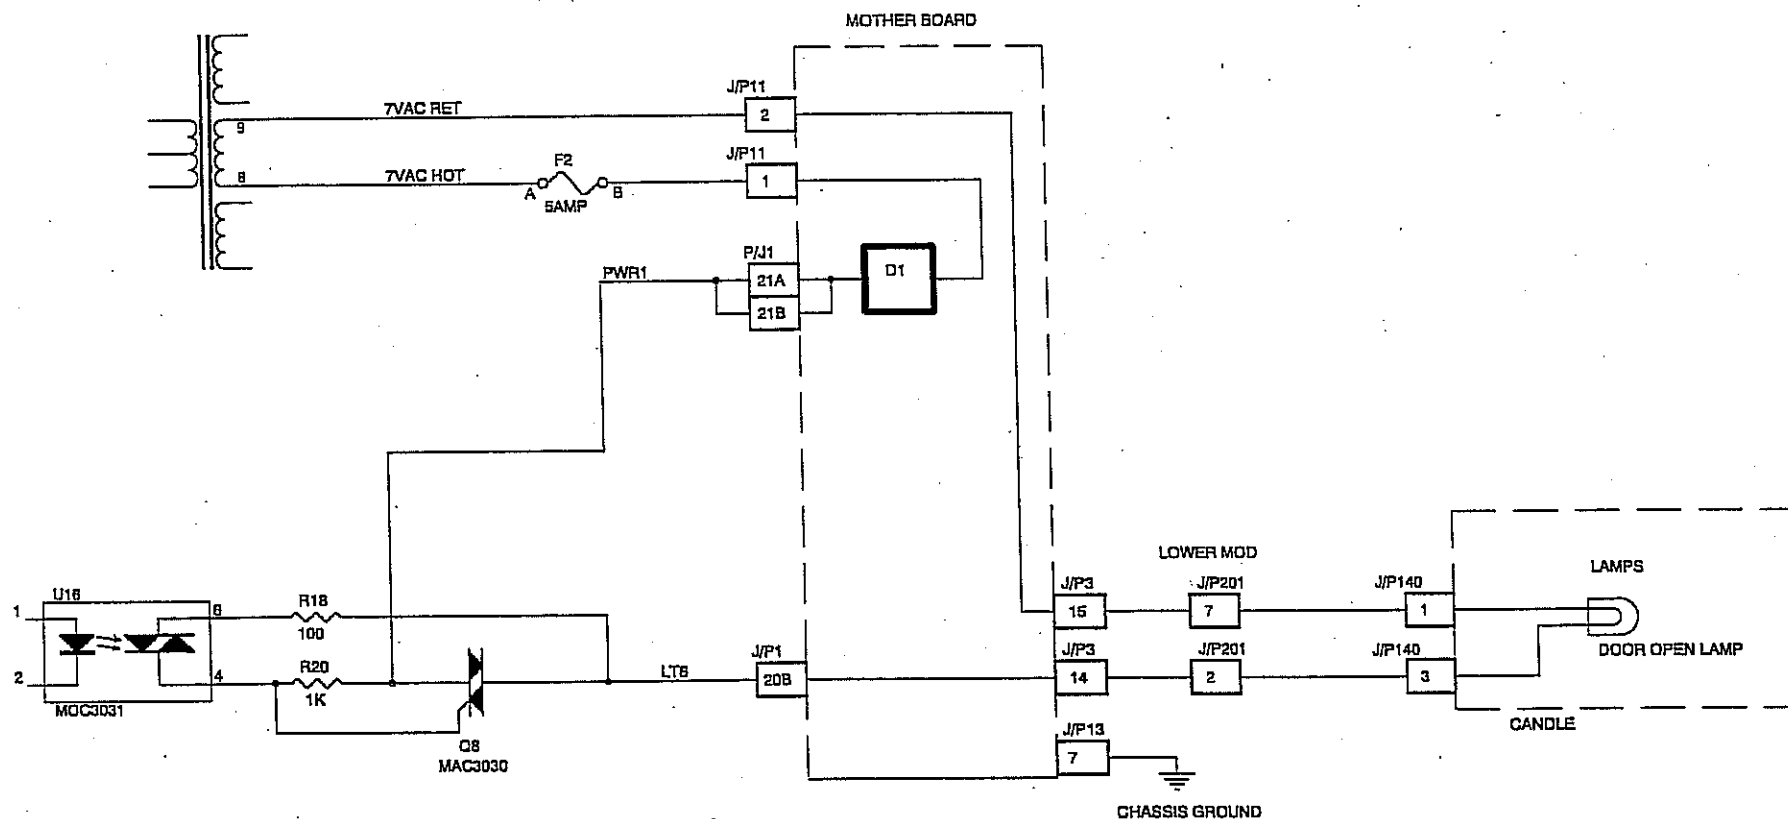 MOTHER BOARD
J/P11
7VAC RET
2
9
J/P11
F2
7VAC HOT
8
1
A
B
5AMP
P/J1
D1
PWR1
21A
21B
LOWER MOD
LAMPS
U16
J/P3
J/P201
J/P140
R18
1
6
15
7
1
100
J/P1
J/P3
J/P201
J/P140
DOOR OPEN LAMP
R20
2
4
LT6
20B
14
2
3
1K
MOC3031
CANDLE
J/P13
Q8
7
MAC3030
CHASSIS GROUND